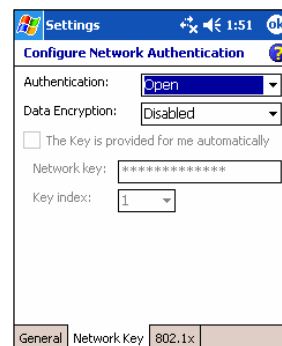 Settings 1:51 ok
Configure Network Authentication ?
Authentication: Open
Data Encryption: Disabled
The Key is provided for me automatically
Network key: *************
Key index: 1
General Network Key 802.1x